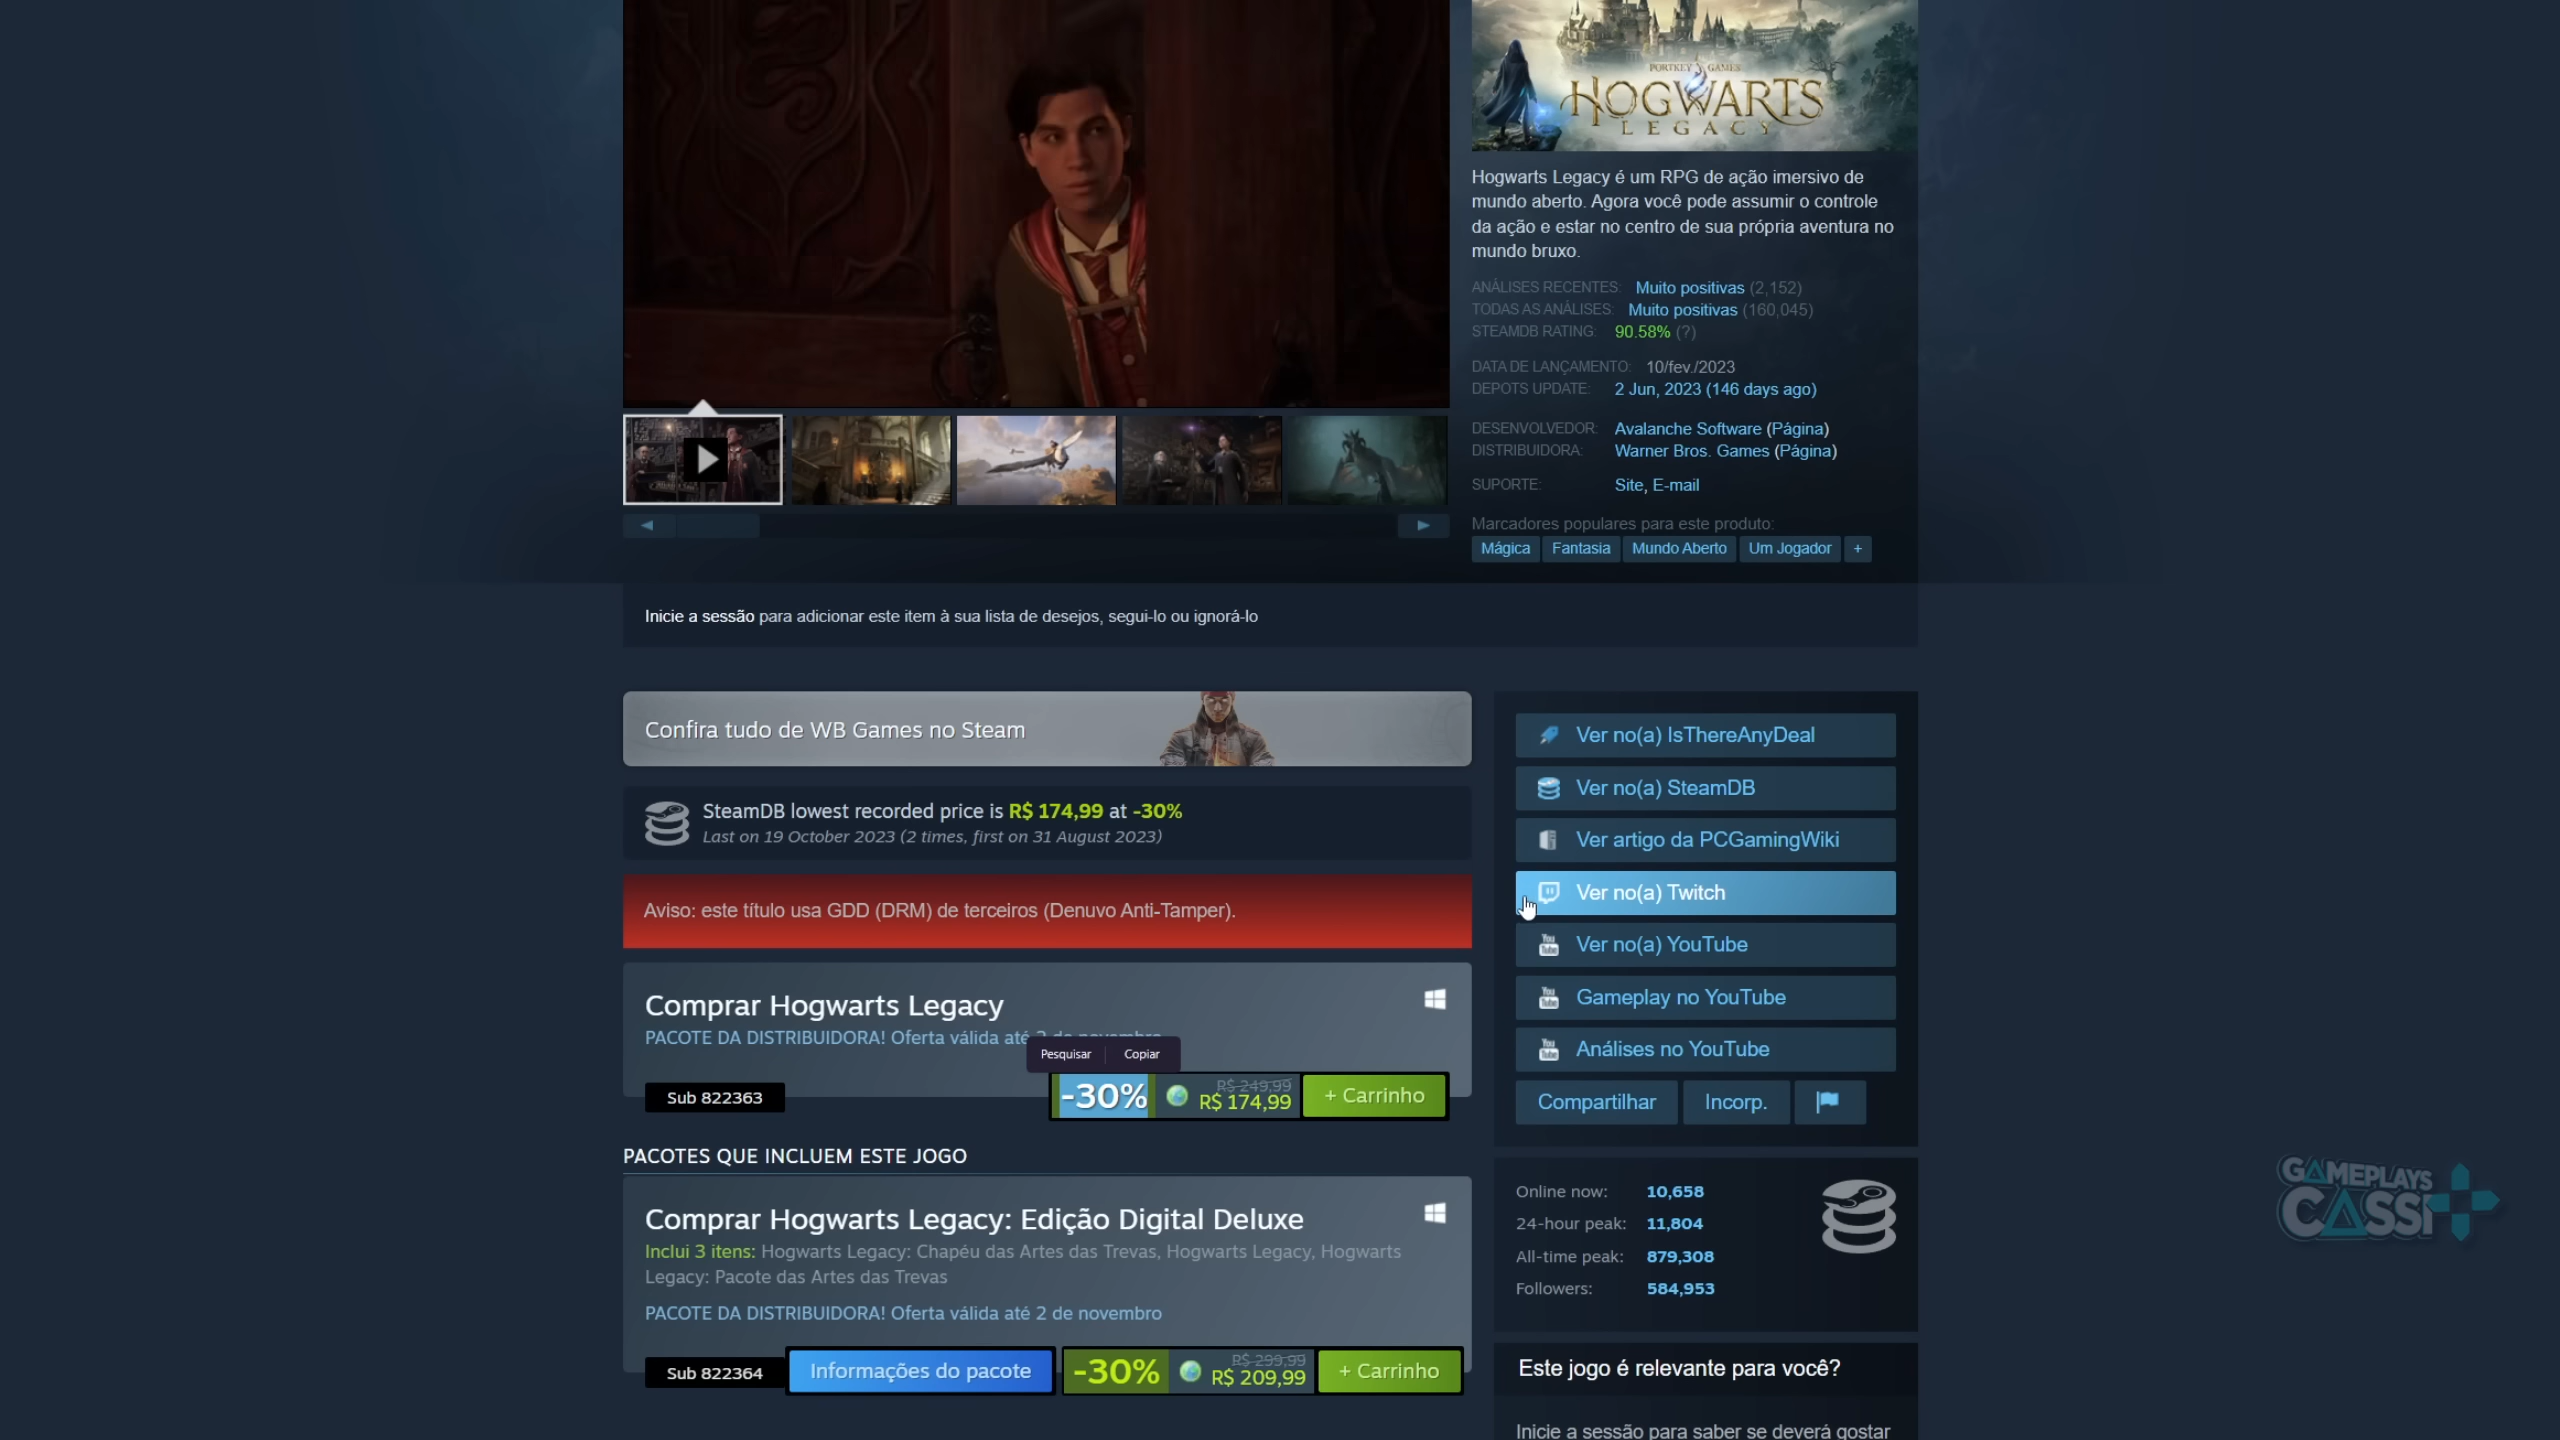 PORTKEY GAMES
HOGWARTS
LEGACY
Hogwarts Legacy é um RPG de ação imersivo de
mundo aberto. Agora você pode assumir o controle
da ação e estar no centro de sua própria aventura no
mundo bruxo.
ANÁLISES RECENTES: Muito positivas (2,152)
TODAS AS ANÁLISES: Muito positivas (160,045)
STEAMDB RATING: 90.58% (?)
DATA DE LANÇAMENTO: 10/fev./2023
DEPOTS UPDATE: 2 Jun, 2023 (146 days ago)
DESENVOLVEDOR: Avalanche Software (Página)
DISTRIBUIDORA: Warner Bros. Games (Página)
SUPORTE: Site, E-mail
Marcadores populares para este produto:
Mágica Fantasia Mundo Aberto Um Jogador +
Inicie a sessão para adicionar este item à sua lista de desejos, segui-lo ou ignorá-lo
Confira tudo de WB Games no Steam
SteamDB lowest recorded price is R$ 174,99 at -30%
Last on 19 October 2023 (2 times, first on 31 August 2023)
Aviso: este título usa GDD (DRM) de terceiros (Denuvo Anti-Tamper).
Comprar Hogwarts Legacy
PACOTE DA DISTRIBUIDORA! Oferta válida até 2 de novembro
Pesquisar Copiar
Sub 822363
-30% R$ 249,99
R$ 174,99
+ Carrinho
PACOTES QUE INCLUEM ESTE JOGO
Comprar Hogwarts Legacy: Edição Digital Deluxe
Inclui 3 itens: Hogwarts Legacy: Chapéu das Artes das Trevas, Hogwarts Legacy, Hogwarts
Legacy: Pacote das Artes das Trevas
PACOTE DA DISTRIBUIDORA! Oferta válida até 2 de novembro
Sub 822364
Informações do pacote
-30% R$ 299,99
R$ 209,99
+ Carrinho
Ver no(a) IsThereAnyDeal
Ver no(a) SteamDB
Ver artigo da PCGamingWiki
Ver no(a) Twitch
You Tube Ver no(a) YouTube
You Tube Gameplay no YouTube
You Tube Análises no YouTube
Compartilhar Incorp.
Online now: 10,658
24-hour peak: 11,804
All-time peak: 879,308
Followers: 584,953
Este jogo é relevante para você?
Inicie a sessão para saber se deverá gostar
GAMEPLAYS
CASSI